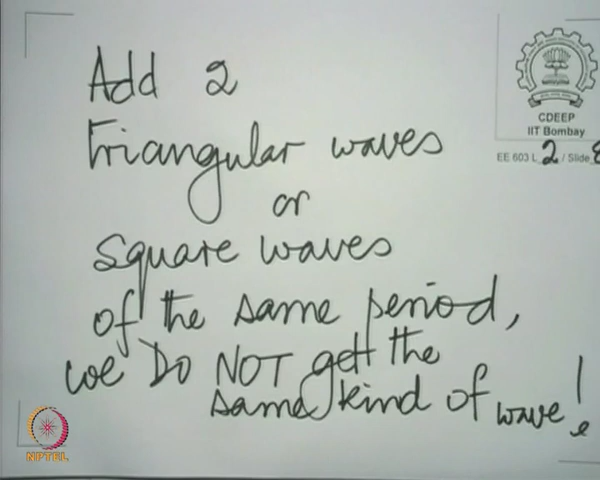 Add 2
triangular waves
or
square waves
of the same period,
we DO NOT get the
same kind of wave!
CDEEP
IIT Bombay
EE 603 L 2 / Slide 8
NPTEL